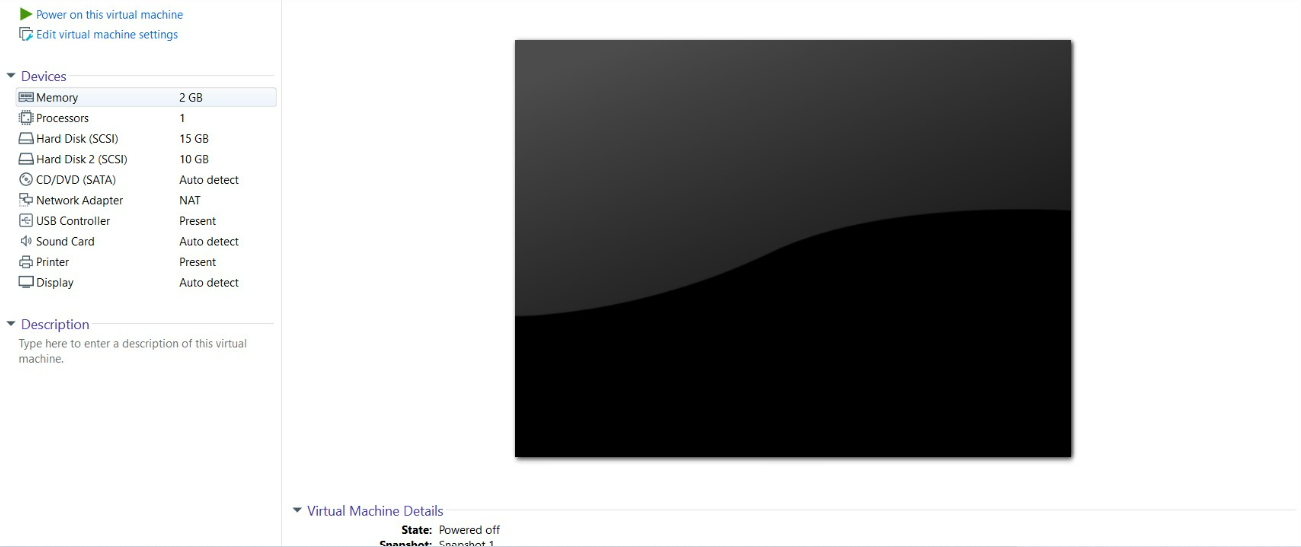 Power on this virtual machine
Edit virtual machine settings
Devices
Memory 2 GB
Processors 1
Hard Disk (SCSI) 15 GB
Hard Disk 2 (SCSI) 10 GB
CD/DVD (SATA) Auto detect
Network Adapter NAT
USB Controller Present
Sound Card Auto detect
Printer Present
Display Auto detect
Description
Type here to enter a description of this virtual
machine.
Virtual Machine Details
State: Powered off
Snapshot: Snapshot 1